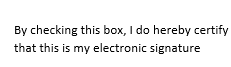 By checking this box, I do hereby certify
that this is my electronic signature